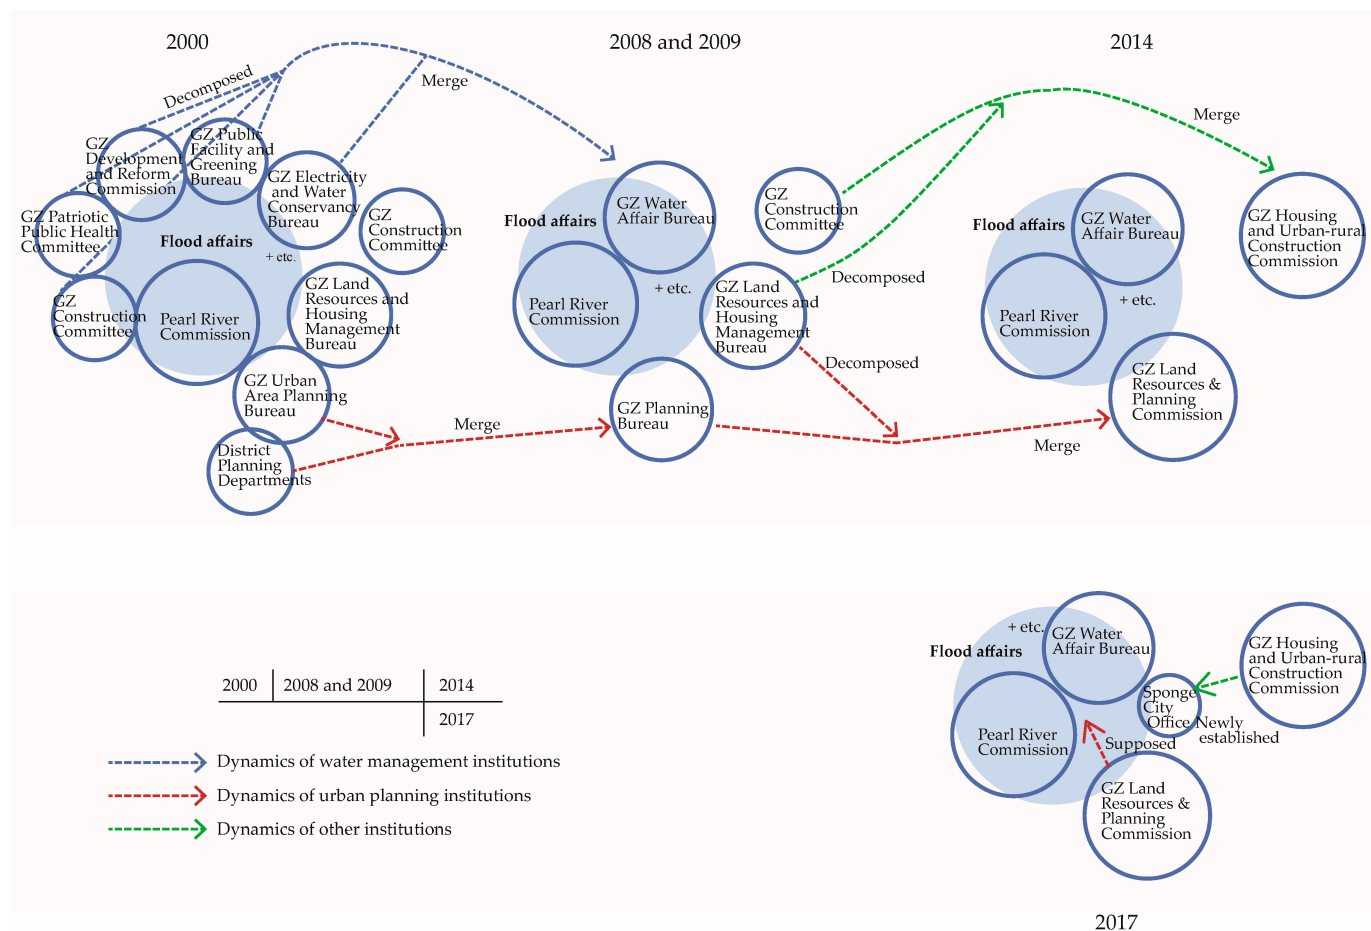 2000
2008 and 2009
2014
Decomposed
Merge
Merge
GZ
Development
and Reform
Commission
GZ Public
Facility and
Greening
Bureau
GZ Electricity
and Water
Conservancy
Bureau
GZ
Construction
Committee
GZ Patriotic
Public Health
Committee
Flood affairs
+ etc.
GZ
Construction
Committee
Pearl River
Commission
GZ Land
Resources and
Housing
Management
Bureau
GZ Urban
Area Planning
Bureau
District
Planning
Departments
Merge
Flood affairs
GZ Water
Affair Bureau
Pearl River
Commission
+ etc.
GZ
Construction
Committee
GZ Land
Resources and
Housing
Management
Bureau
Decomposed
Decomposed
GZ Planning
Bureau
Merge
Flood affairs
GZ Water
Affair Bureau
+ etc.
Pearl River
Commission
GZ Land
Resources &
Planning
Commission
GZ Housing
and Urban-rural
Construction
Commission
2000
2008 and 2009
2014
2017
Dynamics of water management institutions
Dynamics of urban planning institutions
Dynamics of other institutions
+ etc.
Flood affairs
GZ Water
Affair Bureau
Pearl River
Commission
Sponge
City
Office
Newly
established
Supposed
GZ Land
Resources &
Planning
Commission
GZ Housing
and Urban-rural
Construction
Commission
2017